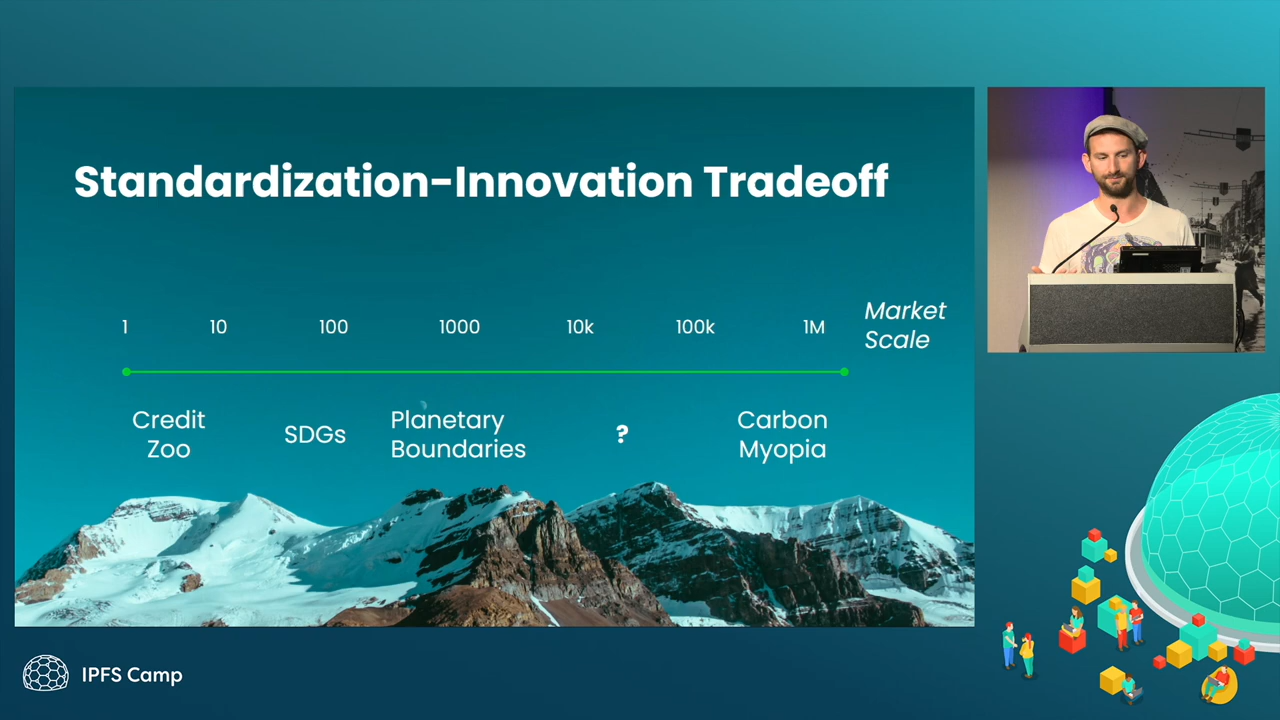 Standardization-Innovation Tradeoff
1 10 100 1000 10k 100k 1M
Market
Scale
Credit
Zoo
SDGs
Planetary
Boundaries
?
Carbon
Myopia
IPFS Camp